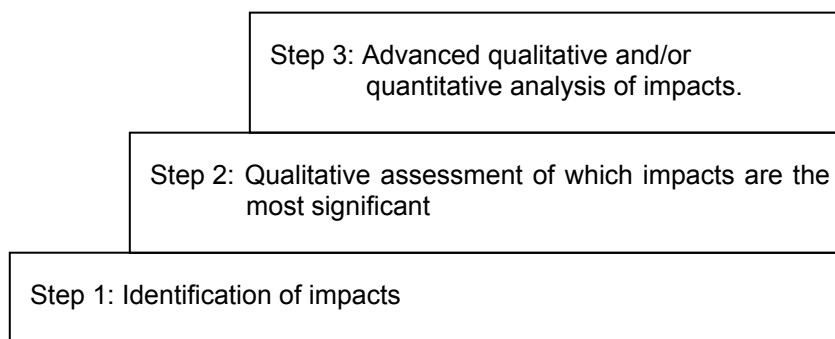 Step 3: Advanced qualitative and/or
quantitative analysis of impacts.
Step 2: Qualitative assessment of which impacts are the
most significant
Step 1: Identification of impacts